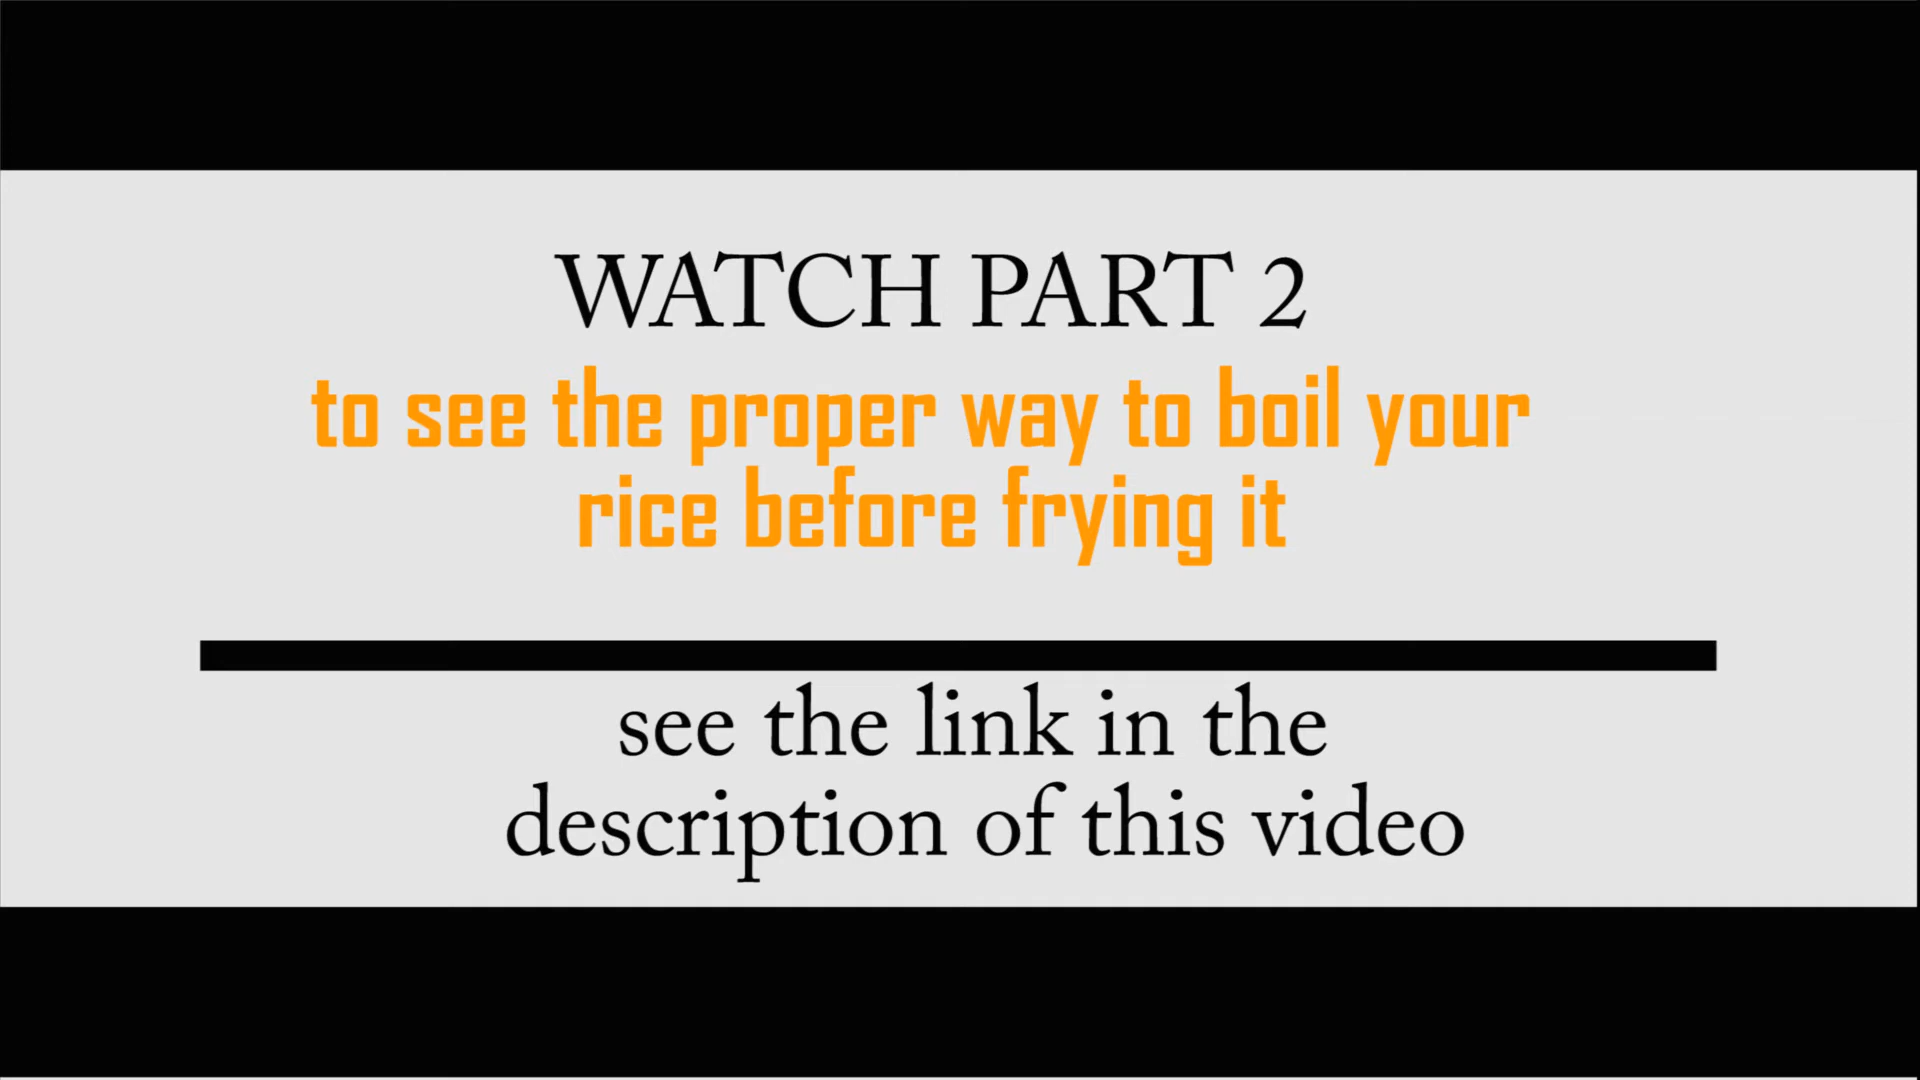 WATCH PART 2
to see the proper way to boil your
rice before frying it
see the link in the
description of this video